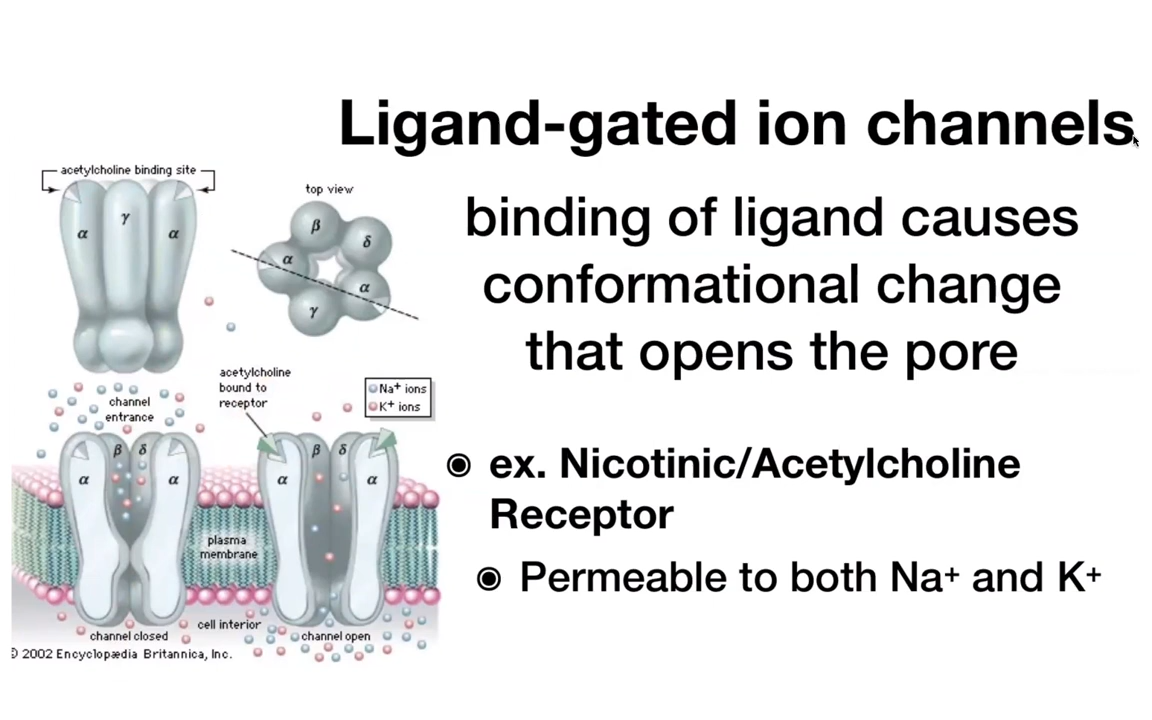 Ligand-gated ion channels
acetylcholine binding site
γ
α
α
top view
β
δ
α
α
γ
binding of ligand causes
conformational change
that opens the pore
acetylcholine
bound to
receptor
Na+ ions
K+ ions
channel
entrance
β
δ
α
α
β
δ
α
α
plasma
membrane
cell interior
channel closed
channel open
© 2002 Encyclopædia Britannica, Inc.
◉ ex. Nicotinic/Acetylcholine
Receptor
◉ Permeable to both Na+ and K+